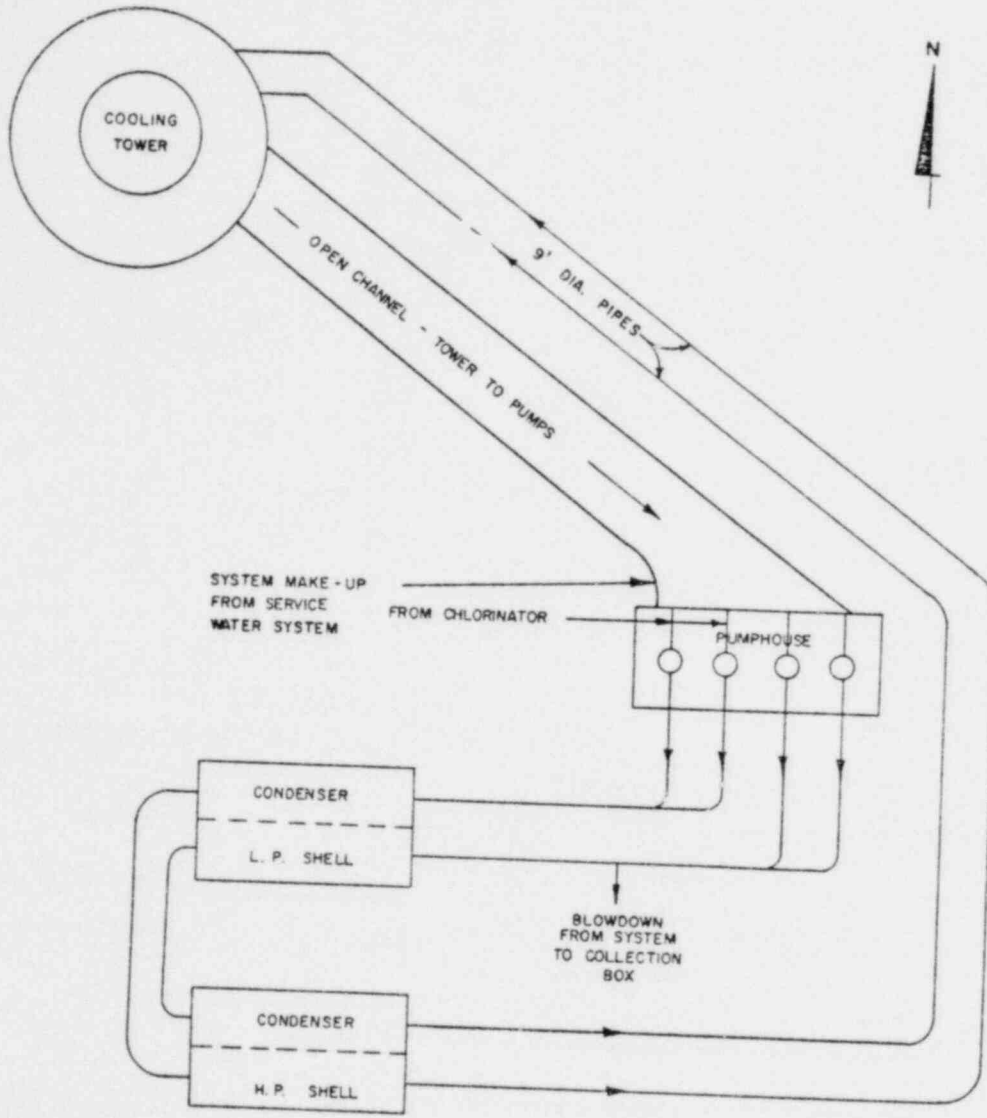 N
COOLING
TOWER
9' DIA. PIPES
OPEN CHANNEL - TOWER TO PUMPS
SYSTEM MAKE-UP
FROM SERVICE
WATER SYSTEM
FROM CHLORINATOR
PUMPHOUSE
CONDENSER
L. P. SHELL
BLOWDOWN
FROM SYSTEM
TO COLLECTION
BOX
CONDENSER
H. P. SHELL